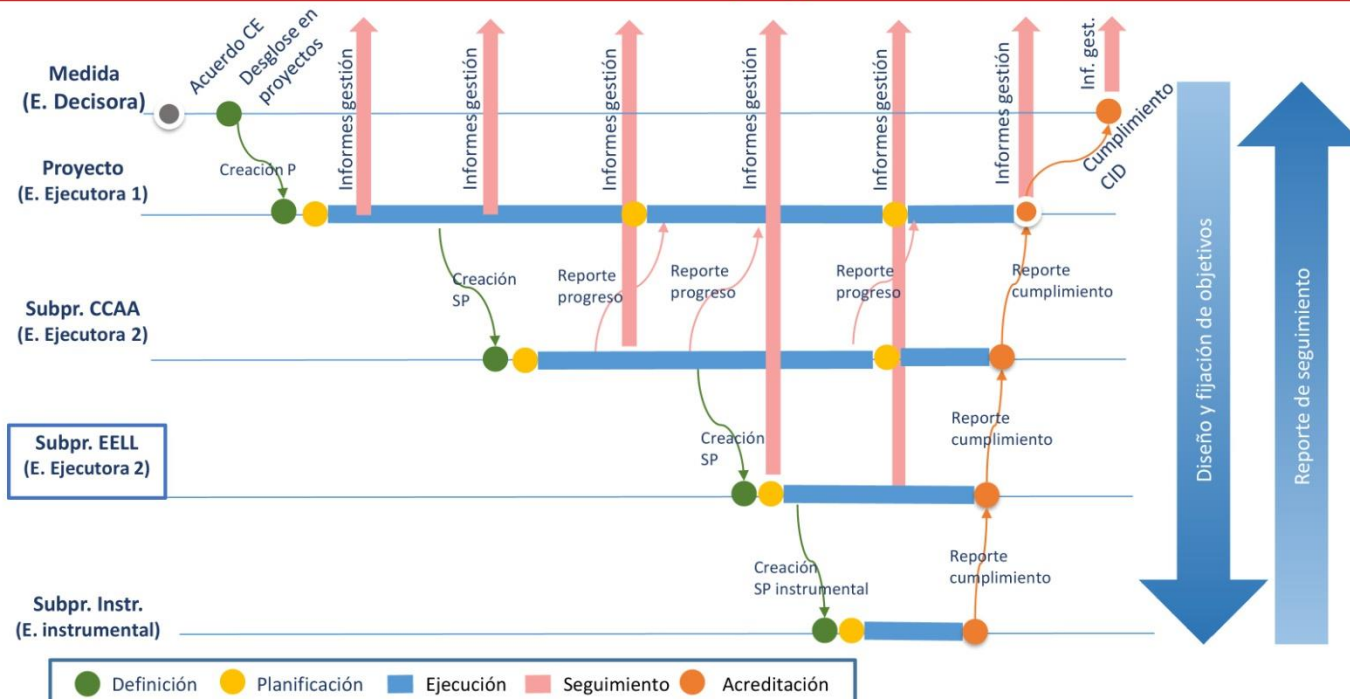 Acuerdo CE
Desglose en
proyectos
Informes gestión
Informes gestión
Informes gestión
Informes gestión
Informes gestión
Informes gestión
Inf. gest.
Medida
(E. Decisora)
Cumplimiento
CID
Proyecto
(E. Ejecutora 1)
Creación P
Creación
SP
Reporte
progreso
Reporte
progreso
Reporte
progreso
Reporte
cumplimiento
Subpr. CCAA
(E. Ejecutora 2)
Creación
SP
Reporte
cumplimiento
Subpr. EELL
(E. Ejecutora 2)
Creación
SP instrumental
Reporte
cumplimiento
Subpr. Instr.
(E. instrumental)
Diseño y fijación de objetivos
Reporte de seguimiento
Definición
Planificación
Ejecución
Seguimiento
Acreditación